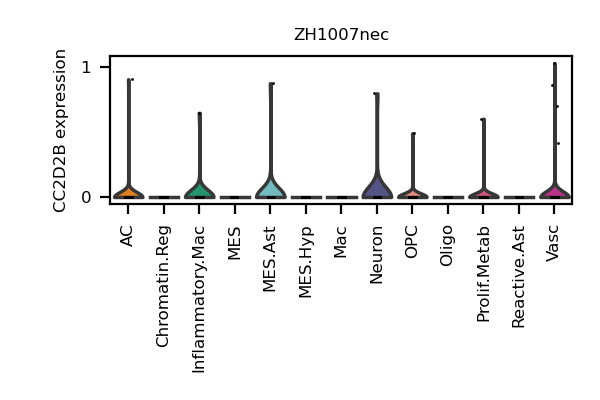 ZH1007nec
CC2D2B expression
1
0
AC
Chromatin.Reg
Inflammatory.Mac
MES
MES.Ast
MES.Hyp
Mac
Neuron
OPC
Oligo
Prolif.Metab
Reactive.Ast
Vasc